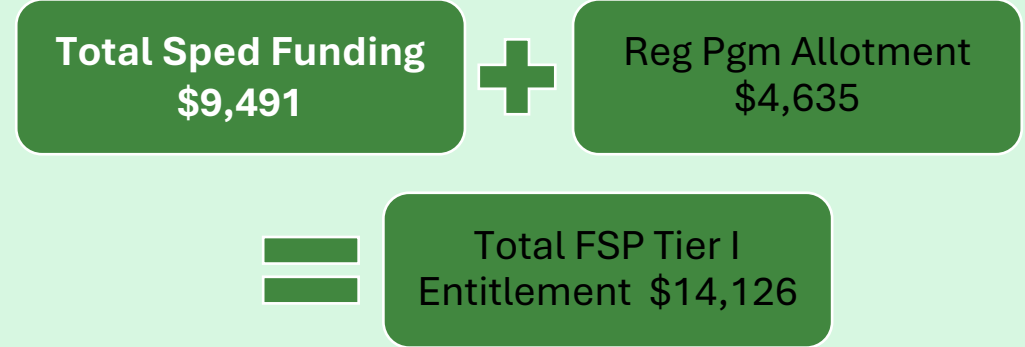 Total Sped Funding
$9,491
Reg Pgm Allotment
$4,635
Total FSP Tier I
Entitlement $14,126